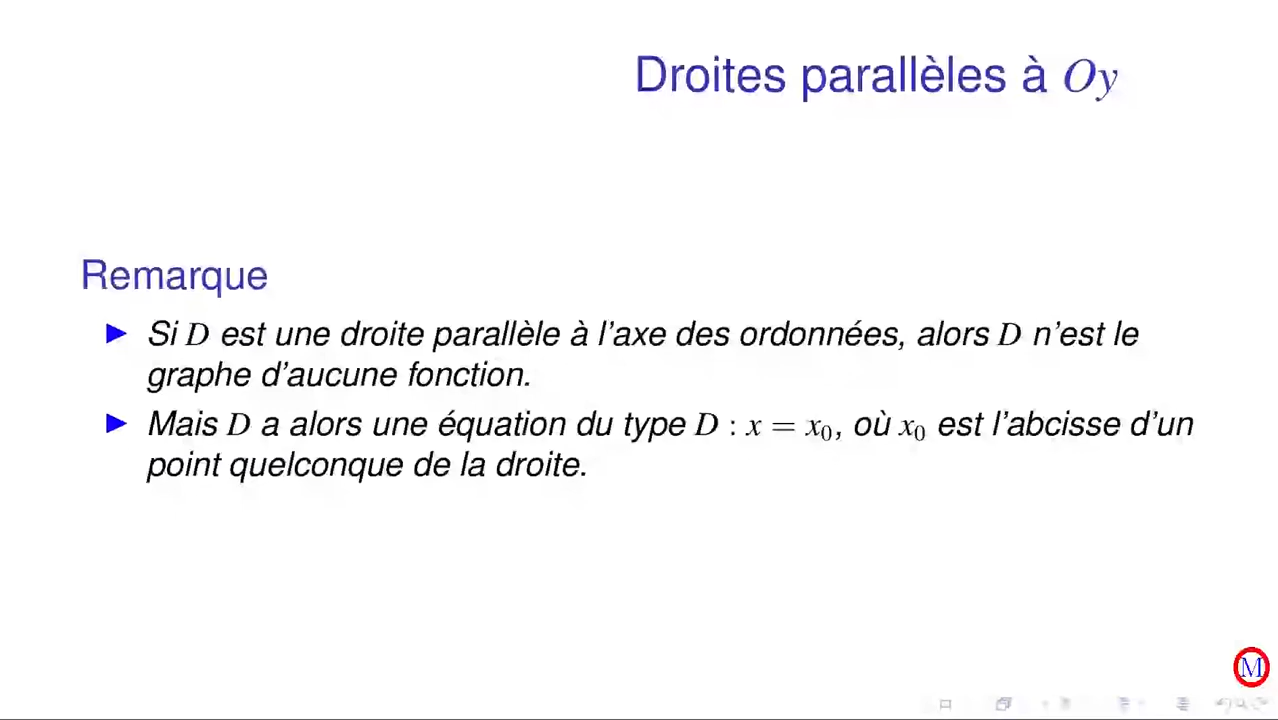 Droites parallèles à Oy
Remarque
Si D est une droite parallèle à l'axe des ordonnées, alors D n'est le
graphe d'aucune fonction.
Mais D a alors une équation du type D : x = x₀, où x₀ est l'abcisse d'un
point quelconque de la droite.
M